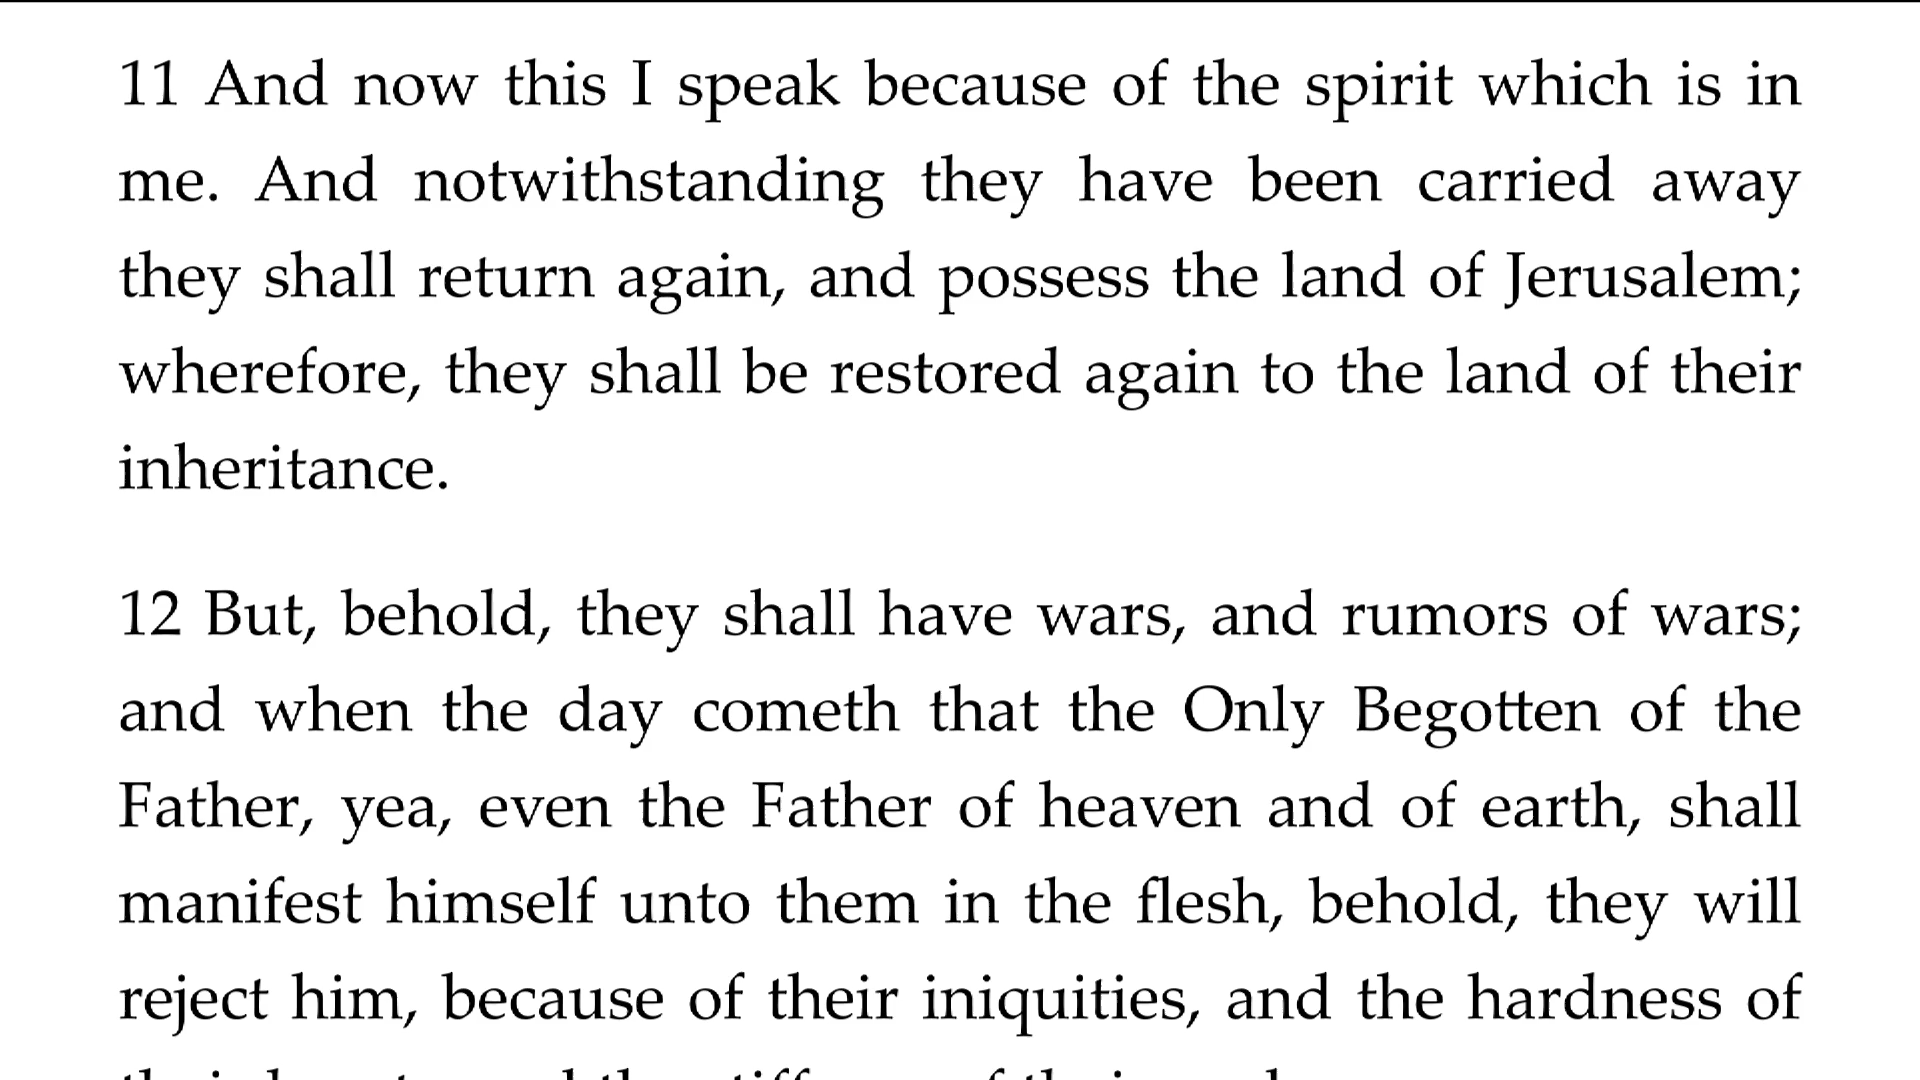 11 And now this I speak because of the spirit which is in
me. And notwithstanding they have been carried away
they shall return again, and possess the land of Jerusalem;
wherefore, they shall be restored again to the land of their
inheritance.
12 But, behold, they shall have wars, and rumors of wars;
and when the day cometh that the Only Begotten of the
Father, yea, even the Father of heaven and of earth, shall
manifest himself unto them in the flesh, behold, they will
reject him, because of their iniquities, and the hardness of